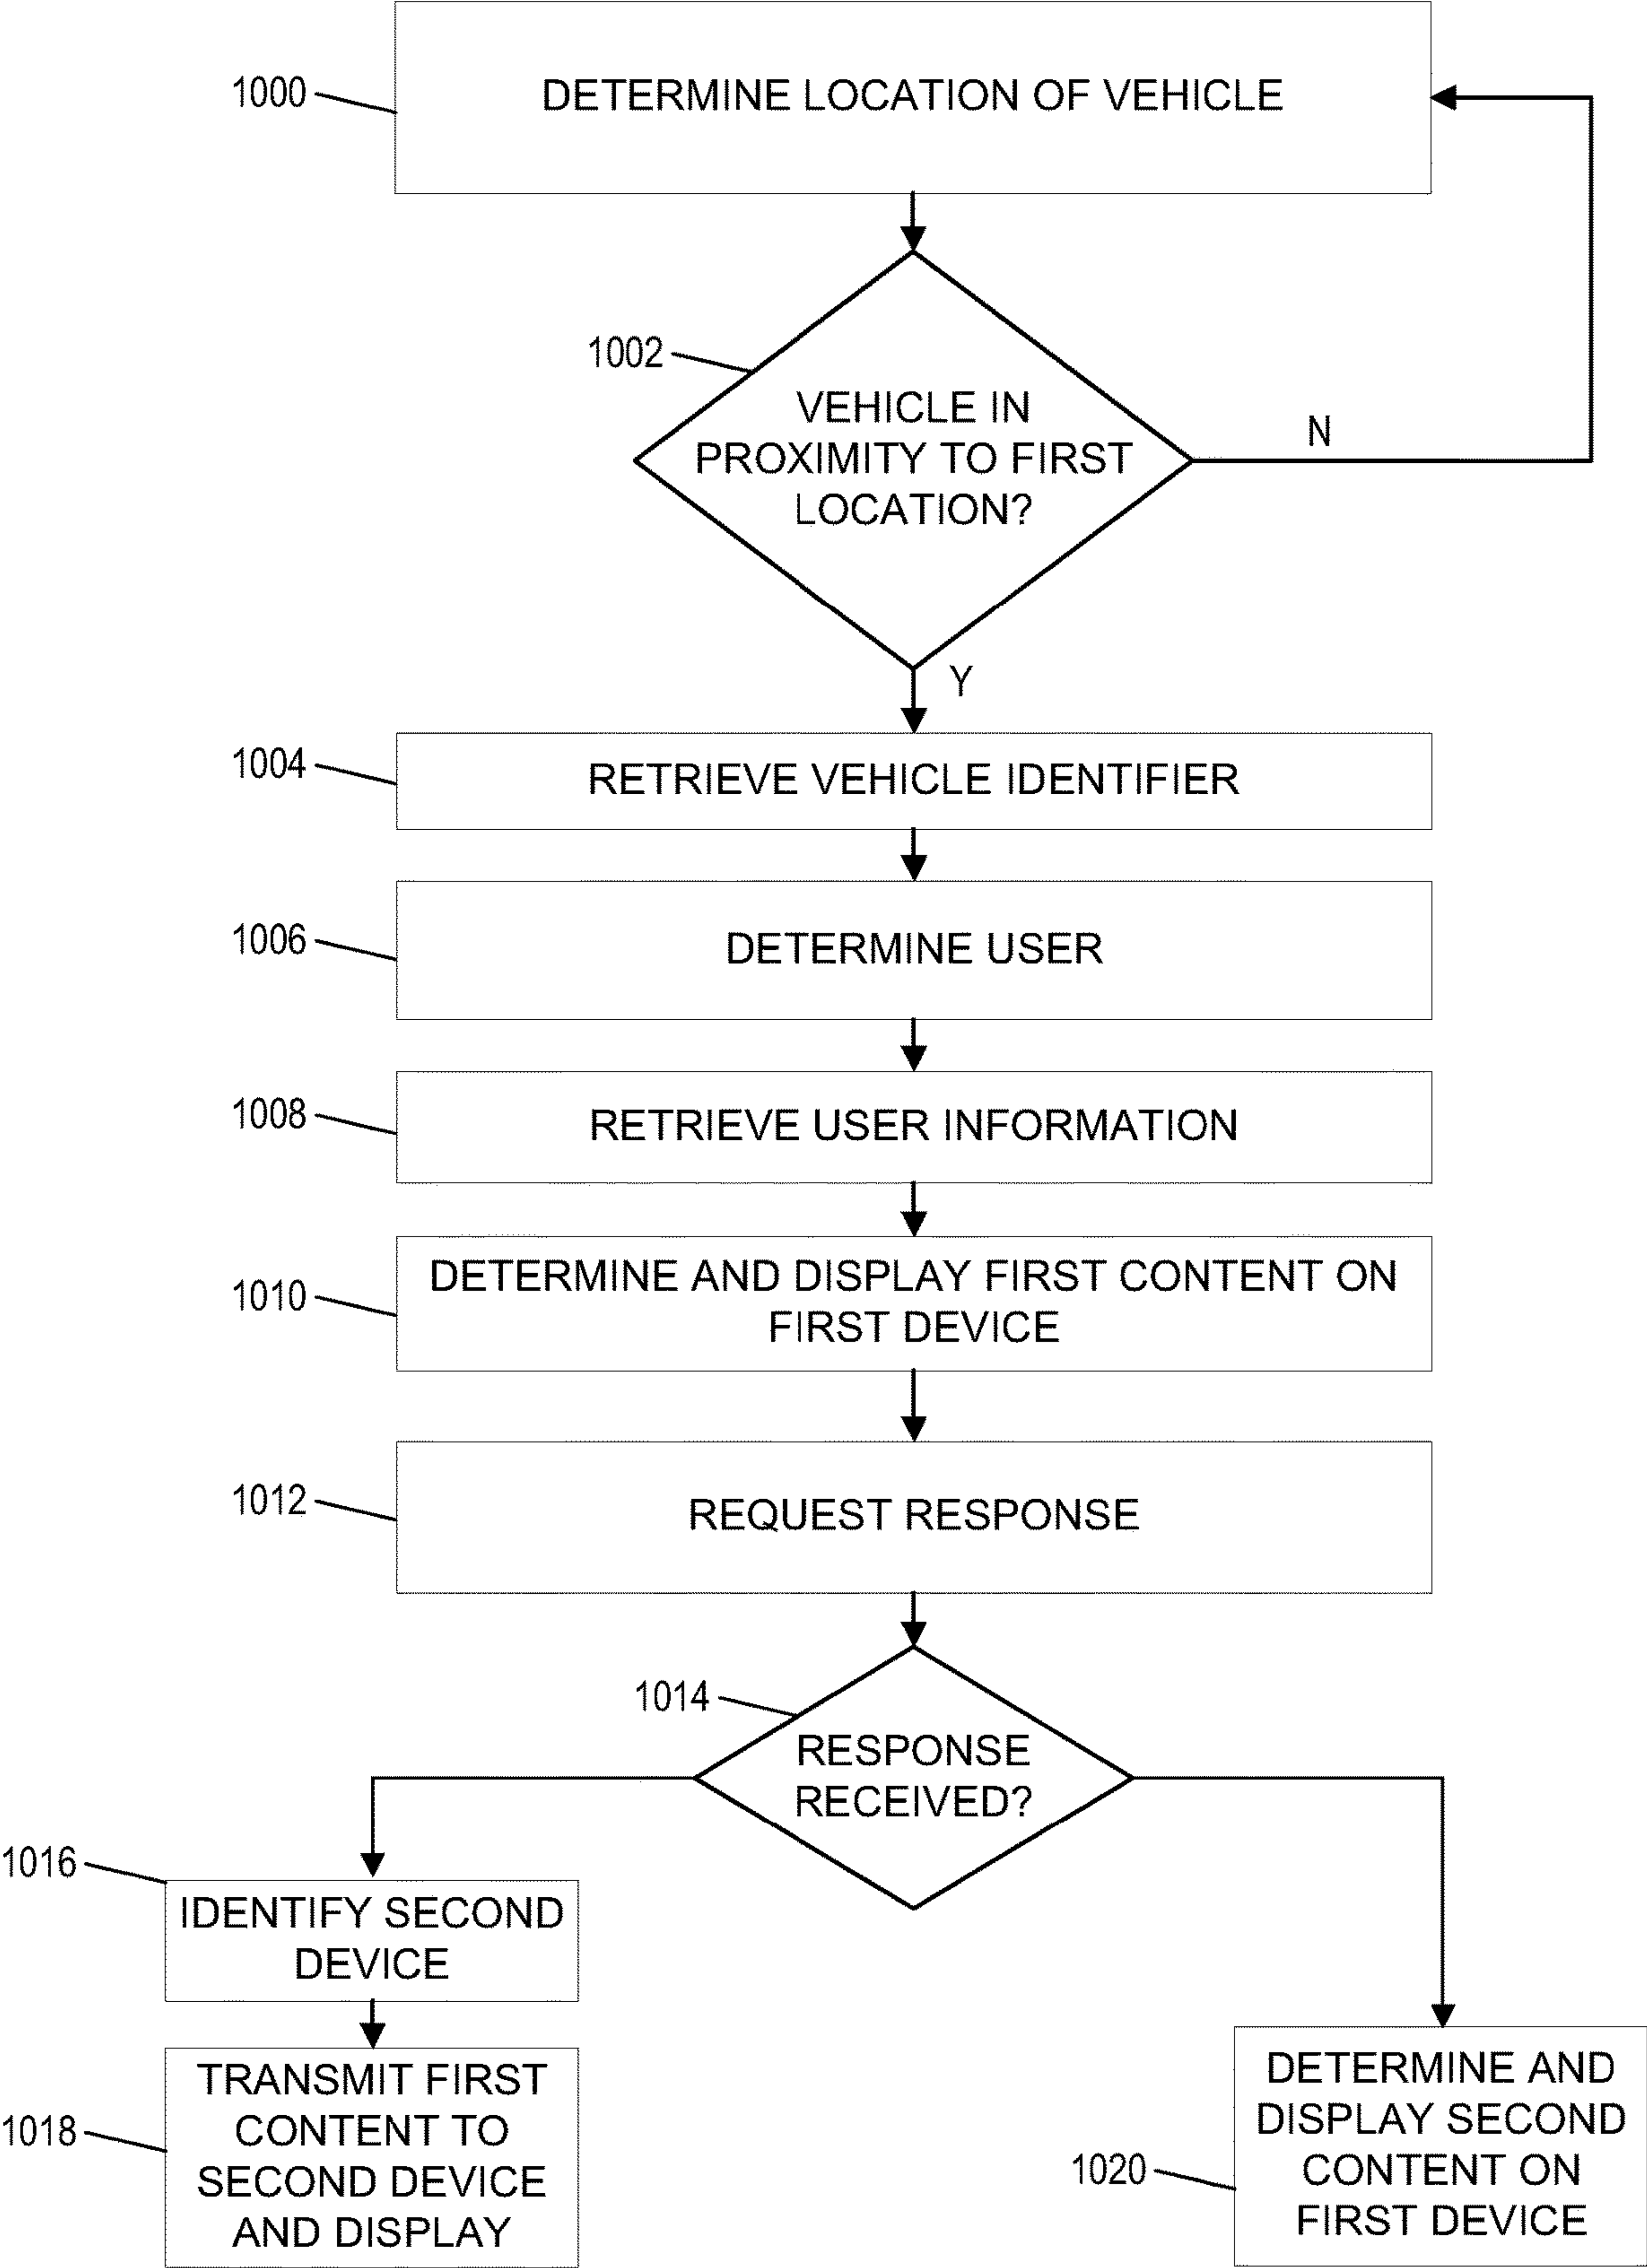 1000
DETERMINE LOCATION OF VEHICLE
1002
VEHICLE IN
PROXIMITY TO FIRST
LOCATION?
N
Y
1004
RETRIEVE VEHICLE IDENTIFIER
1006
DETERMINE USER
1008
RETRIEVE USER INFORMATION
1010
DETERMINE AND DISPLAY FIRST CONTENT ON
FIRST DEVICE
1012
REQUEST RESPONSE
1014
RESPONSE
RECEIVED?
1016
IDENTIFY SECOND
DEVICE
1018
TRANSMIT FIRST
CONTENT TO
SECOND DEVICE
AND DISPLAY
1020
DETERMINE AND
DISPLAY SECOND
CONTENT ON
FIRST DEVICE